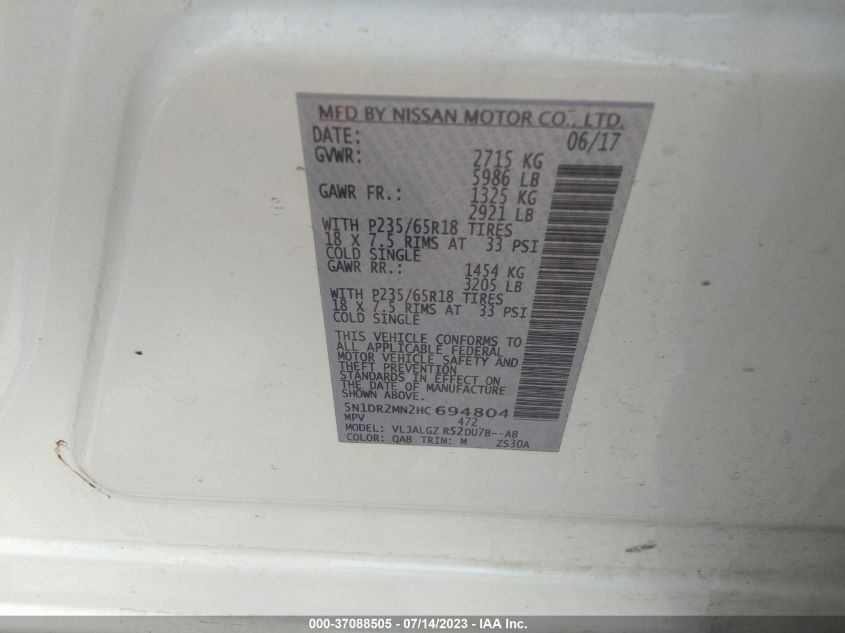 MFD BY NISSAN MOTOR CO., LTD.
DATE: 06/17
GVWR: 2715 KG
5986 LB
GAWR FR.: 1325 KG
2921 LB
WITH P235/65R18 TIRES
18 X 7.5 RIMS AT 33 PSI
COLD SINGLE
GAWR RR.: 1454 KG
3205 LB
WITH P235/65R18 TIRES
18 X 7.5 RIMS AT 33 PSI
COLD SINGLE
THIS VEHICLE CONFORMS TO
ALL APPLICABLE FEDERAL
MOTOR VEHICLE SAFETY AND
THEFT PREVENTION
STANDARDS IN EFFECT ON
THE DATE OF MANUFACTURE
SHOWN ABOVE.
5N1DR2MN2HC694804
MPV 472
MODEL: VLJALGZ R52DU7B--AB
COLOR: QAB TRIM: M ZS30A
000-37088505 - 07/14/2023 - IAA Inc.